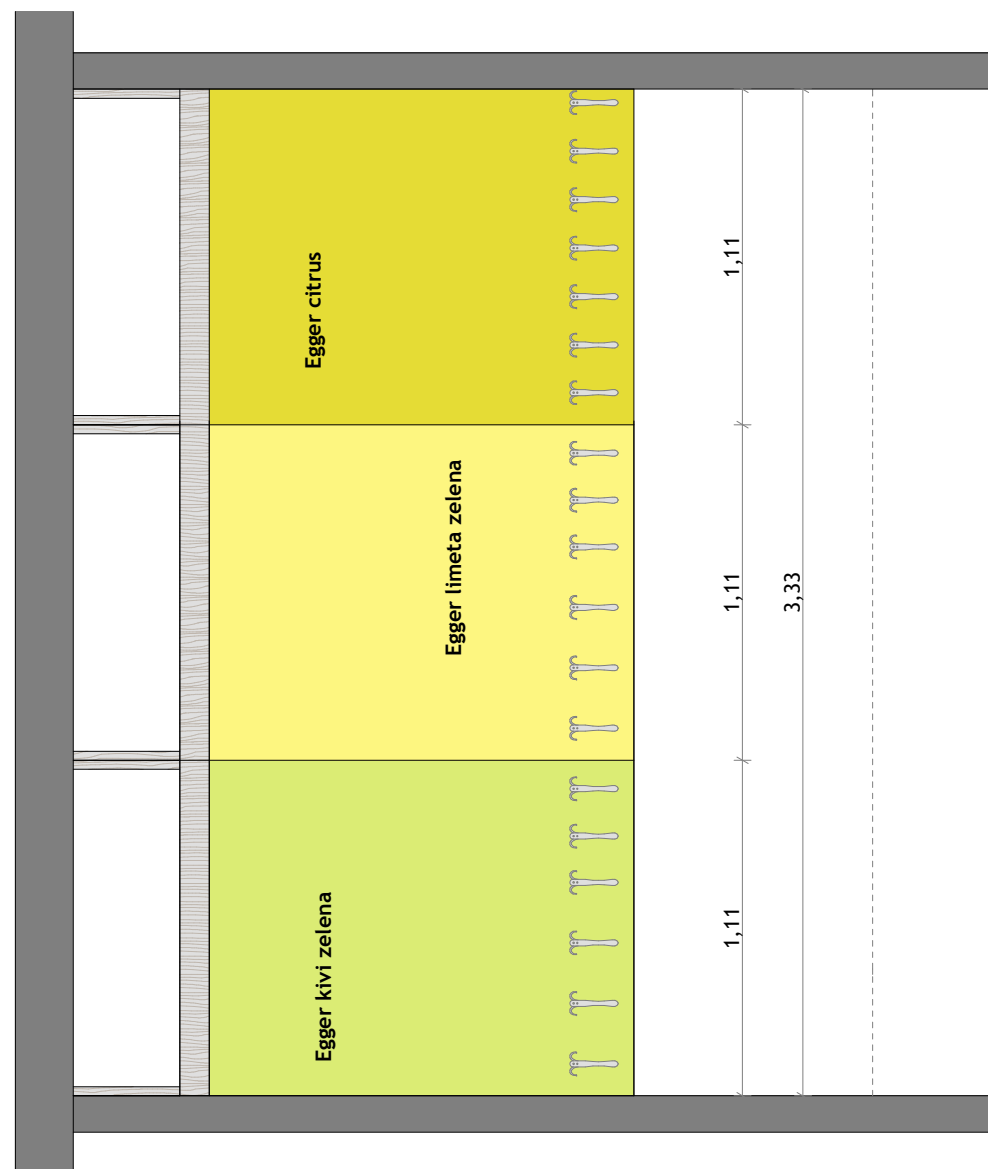 Egger kivi zelena
Egger limeta zelena
Egger citrus
1,11
1,11
1,11
3,33